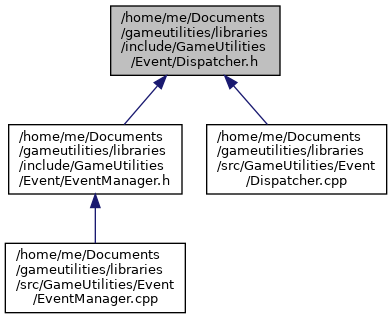 /home/me/Documents
/gameutilities/libraries
/include/GameUtilities
/Event/Dispatcher.h
/home/me/Documents
/gameutilities/libraries
/include/GameUtilities
/Event/EventManager.h
/home/me/Documents
/gameutilities/libraries
/src/GameUtilities/Event
/Dispatcher.cpp
/home/me/Documents
/gameutilities/libraries
/src/GameUtilities/Event
/EventManager.cpp